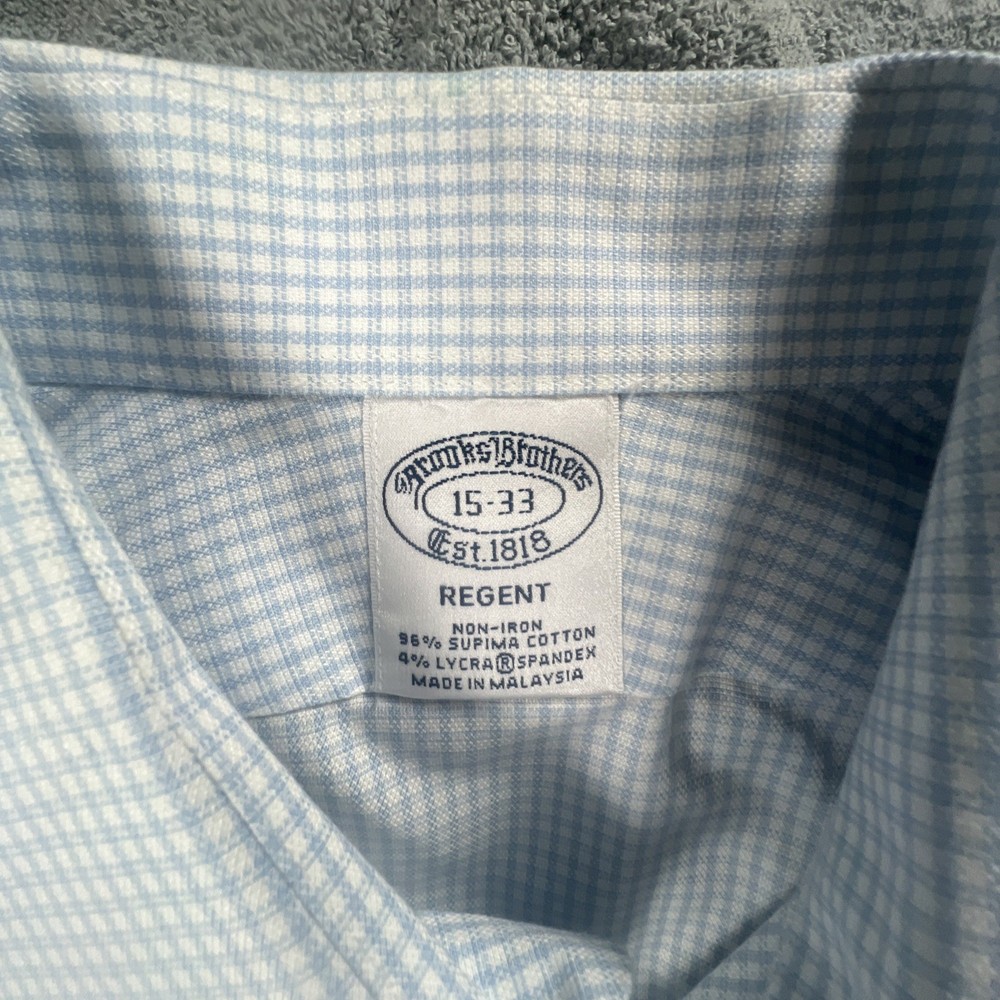 Brooks Brothers
15-33
Est.1818
REGENT
NON-IRON
96% SUPIMA COTTON
4% LYCRA®SPANDEX
MADE IN MALAYSIA